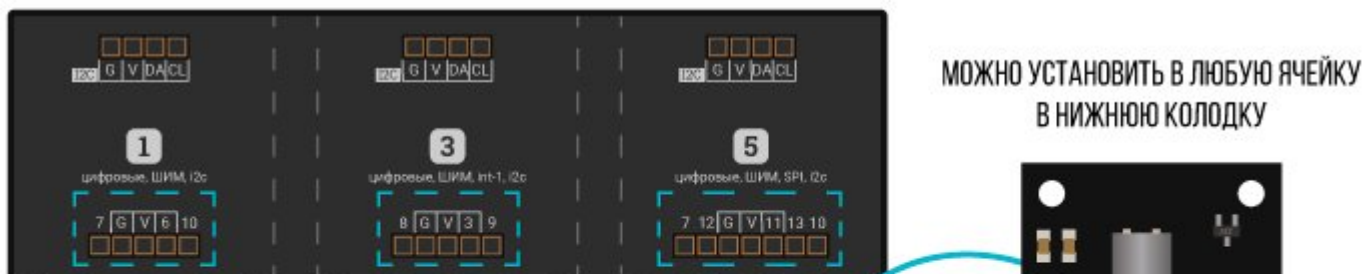 I2C G V DA CL
I2C G V DA CL
I2C G V DA CL
МОЖНО УСТАНОВИТЬ В ЛЮБУЮ ЯЧЕЙКУ
В НИЖНЮЮ КОЛОДКУ
1
3
5
цифровые, ШИМ, i2c
цифровые, ШИМ, int-1, i2c
цифровые, ШИМ, SPI, i2c
7 G V 6 10
8 G V 3 9
7 12 G V 11 13 10